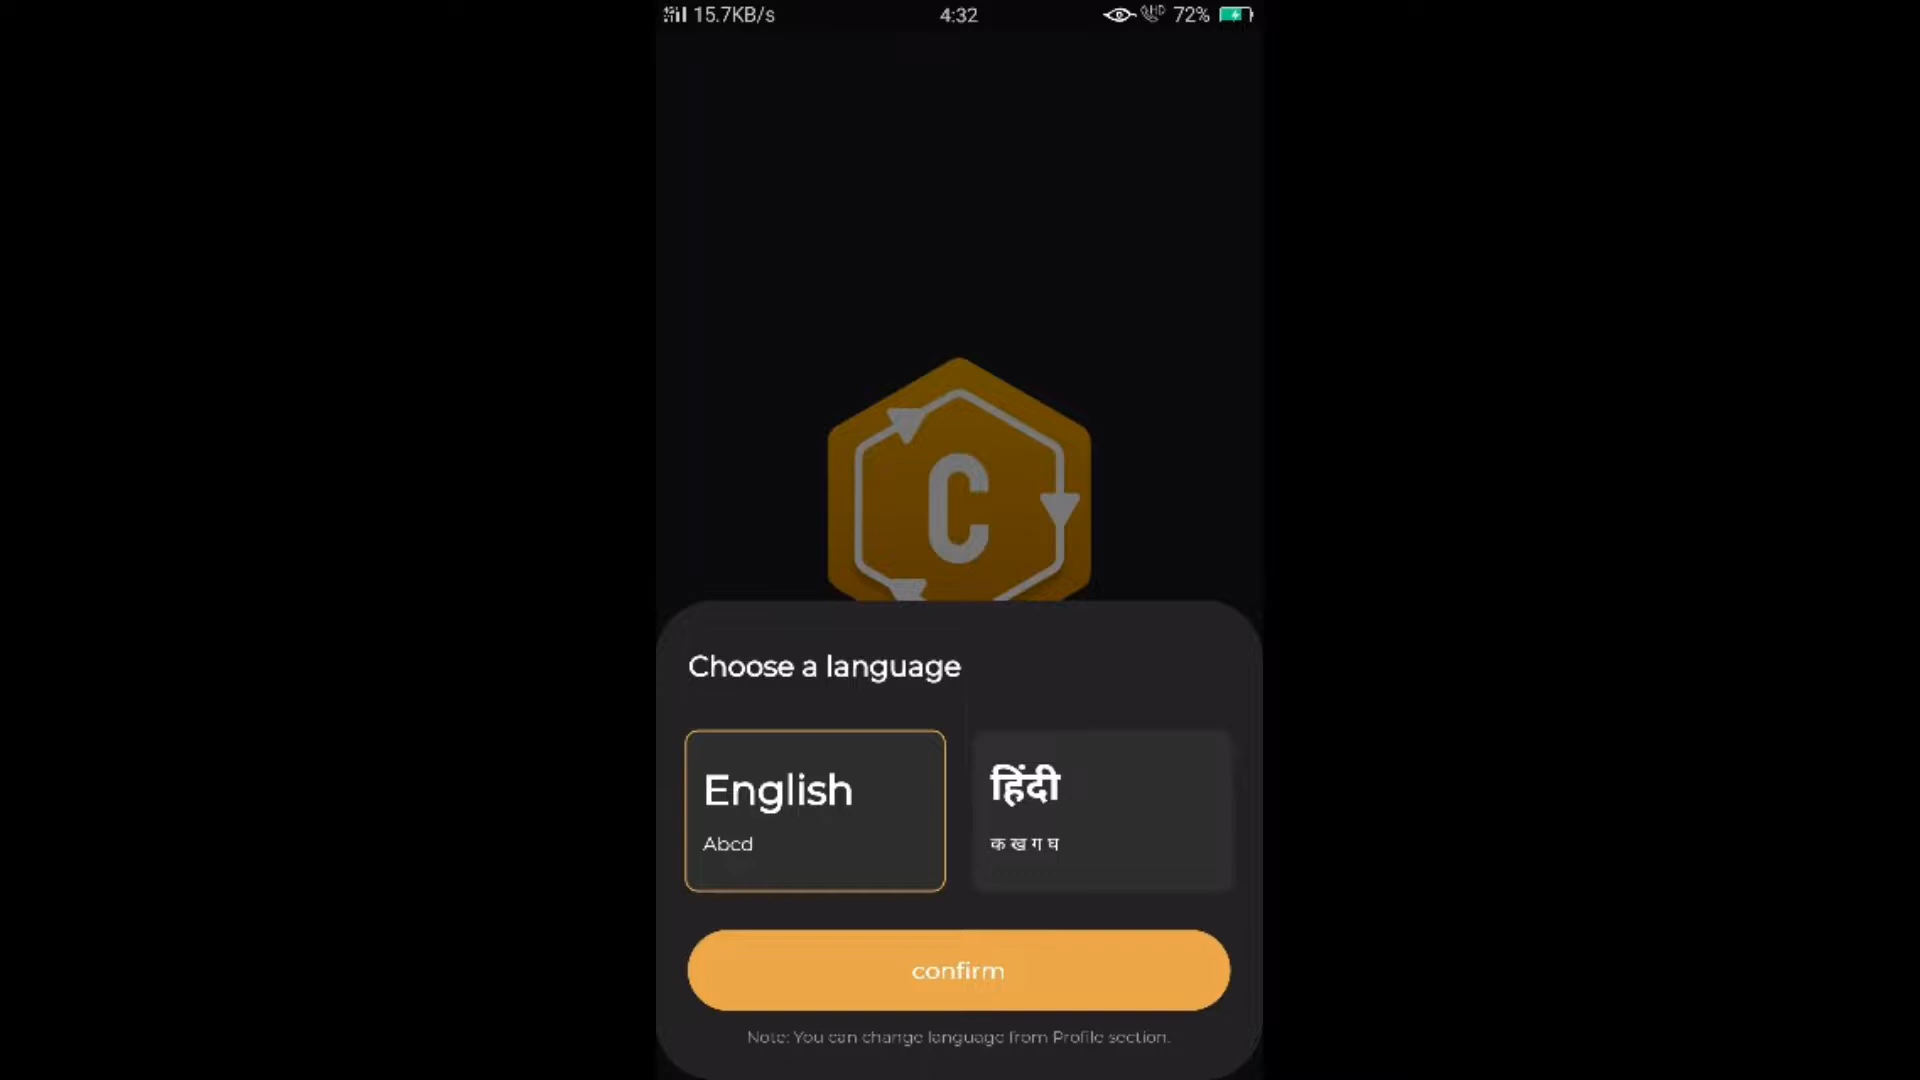 15.7KB/s 4:32 72%
C
Choose a language
English
Abcd
हिंदी
क ख ग घ
confirm
Note: You can change language from Profile section.